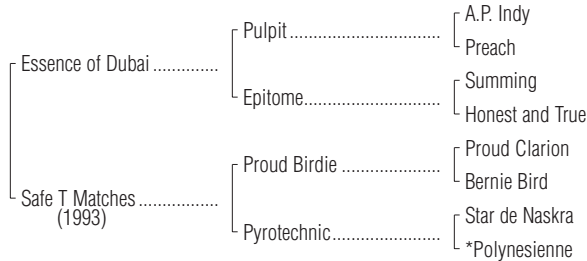 A.P. Indy
Pulpit
Preach
Essence of Dubai
Summing
Epitome
Honest and True
Proud Clarion
Proud Birdie
Bernie Bird
Safe T Matches
(1993)
Star de Naskra
Pyrotechnic
*Polynesienne